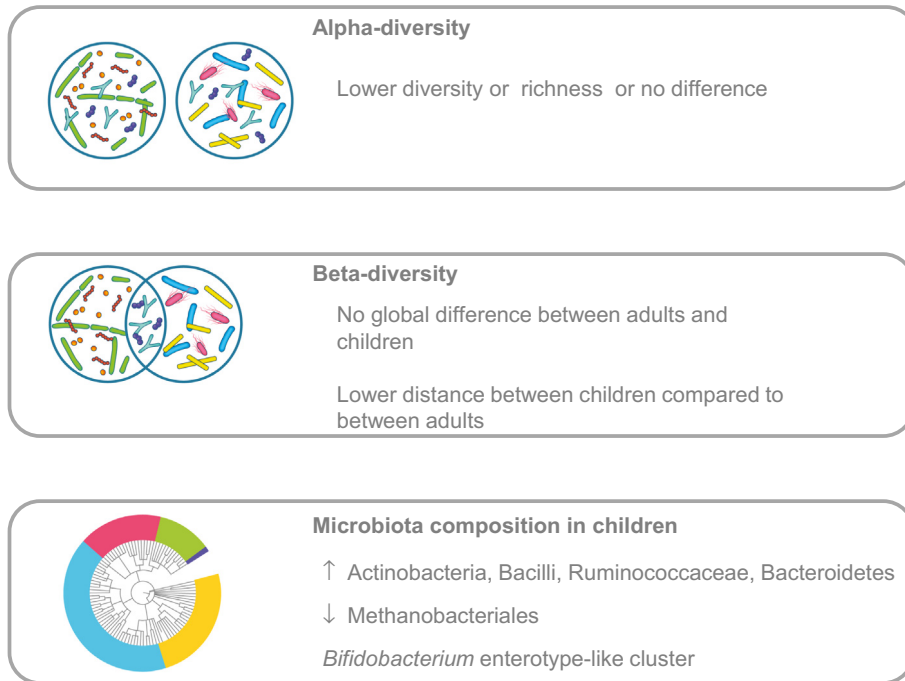 Alpha-diversity
Lower diversity or richness or no difference
Beta-diversity
No global difference between adults and
children
Lower distance between children compared to
between adults
Microbiota composition in children
↑ Actinobacteria, Bacilli, Ruminococcaceae, Bacteroidetes
↓ Methanobacteriales
Bifidobacterium enterotype-like cluster